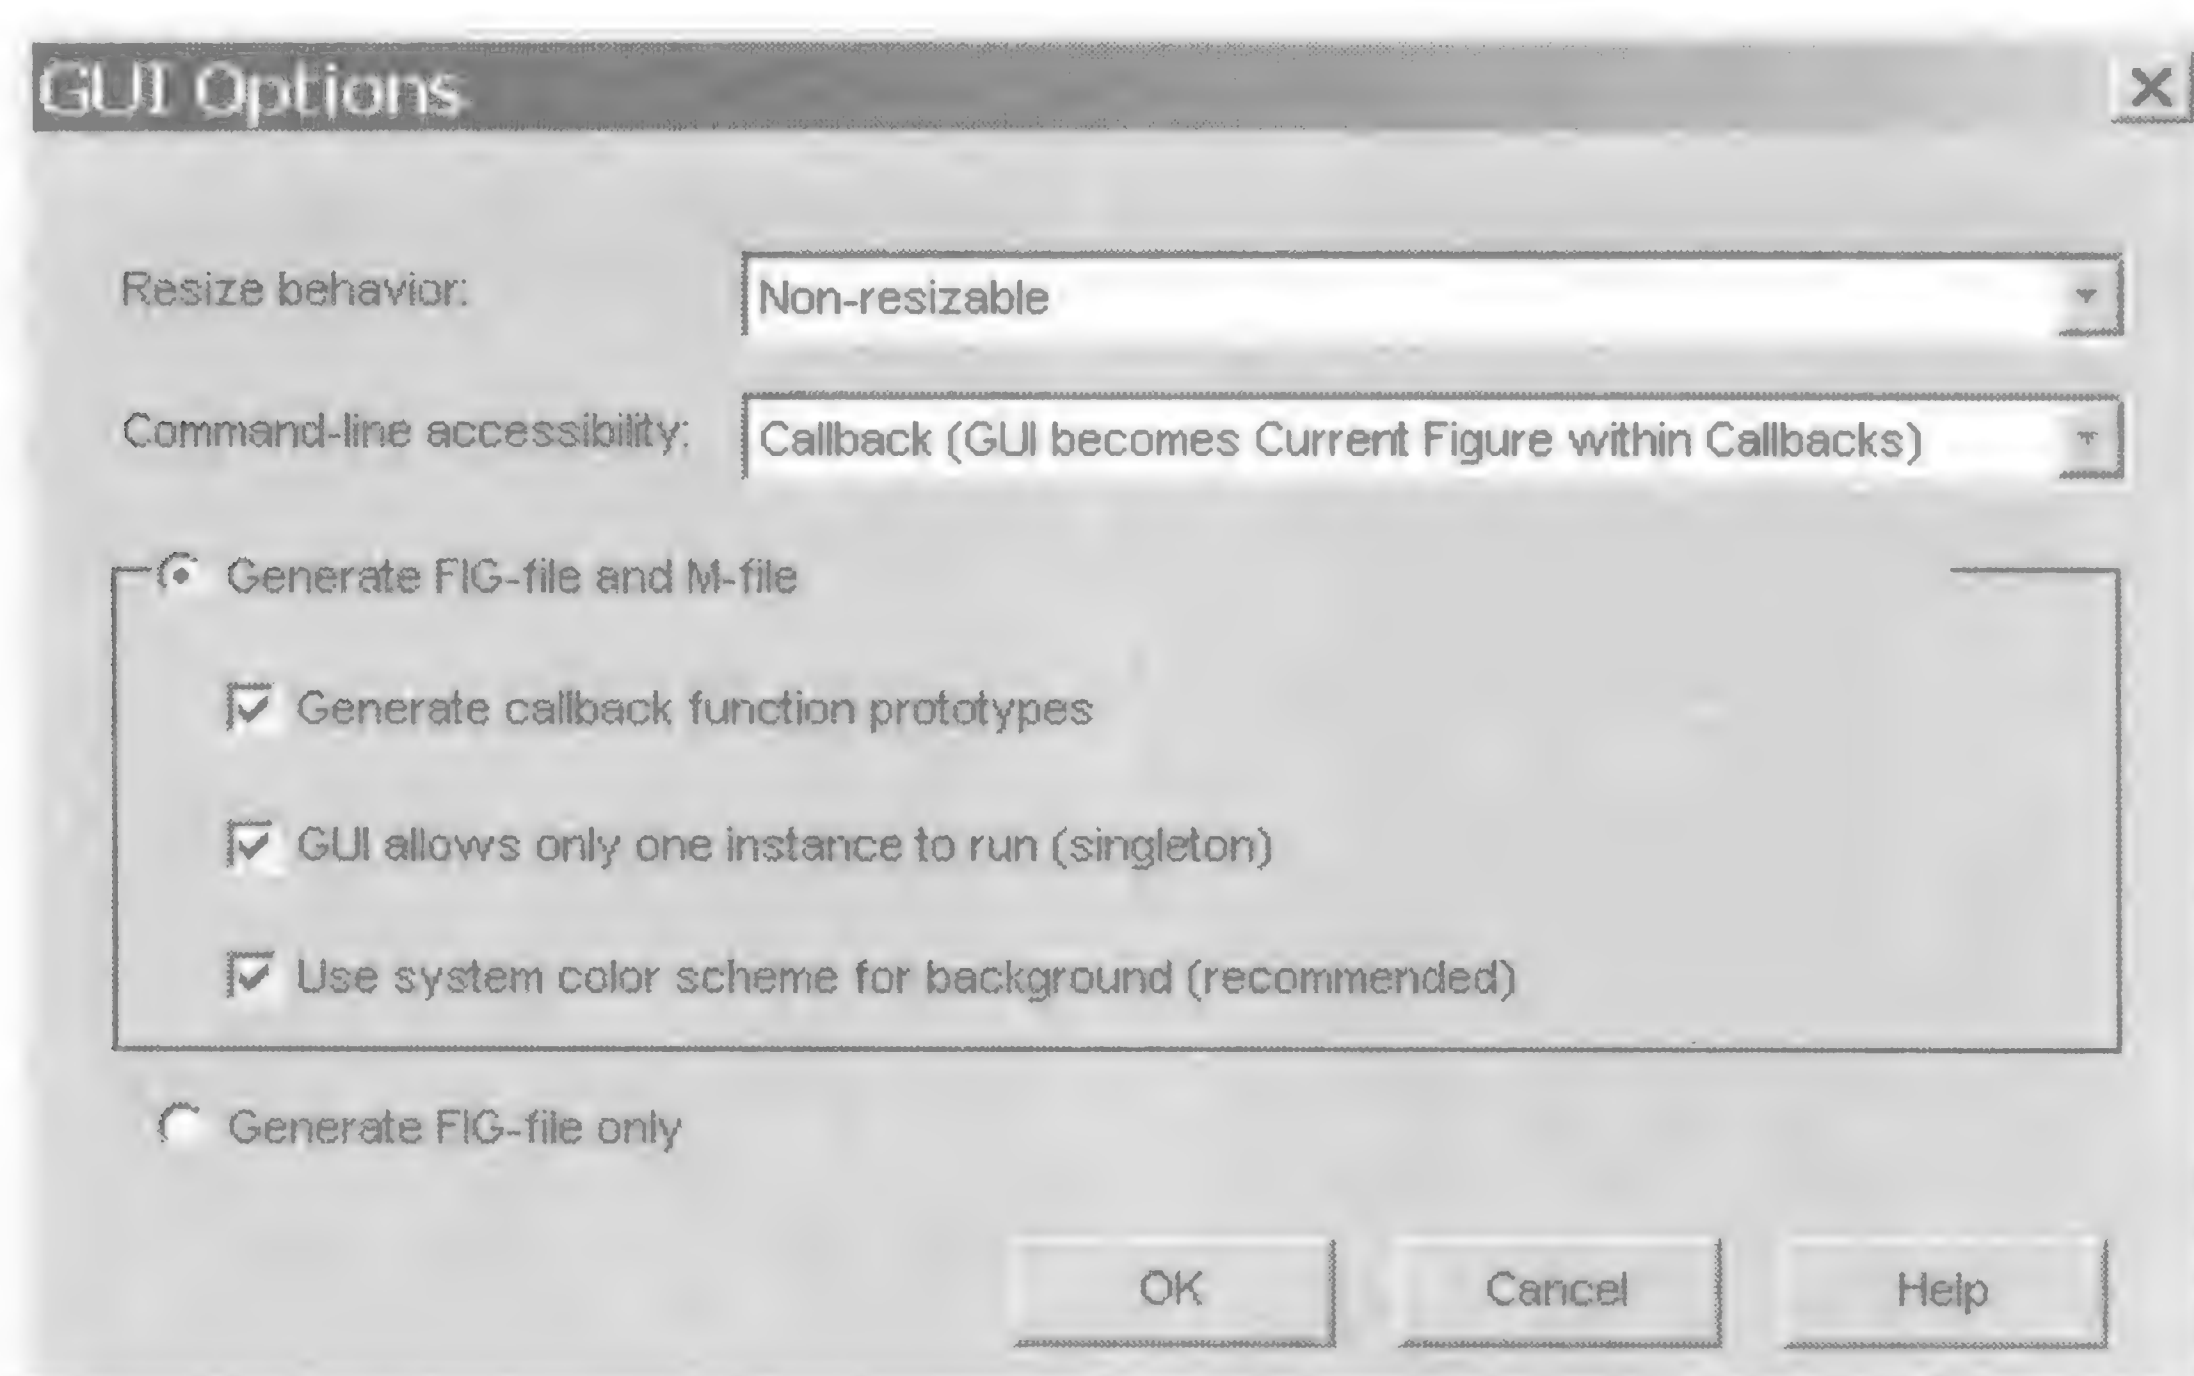 GUI Options
Resize behavior: Non-resizable
Command-line accessibility: Callback (GUI becomes Current Figure within Callbacks)
Generate FIG-file and M-file
Generate callback function prototypes
GUI allows only one instance to run (singleton)
Use system color scheme for background (recommended)
Generate FIG-file only
OK Cancel Help